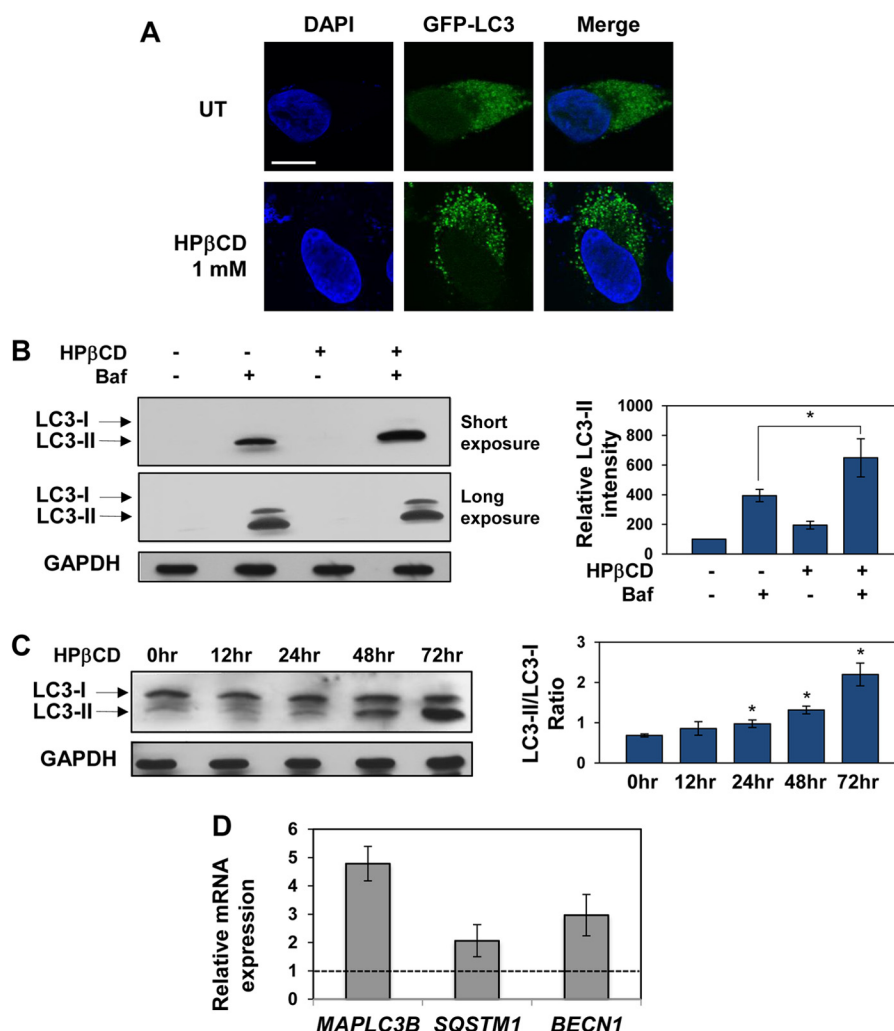 A
DAPI GFP-LC3 Merge
UT
HPβCD
1 mM
B
HPβCD - - + +
Baf - + - +
LC3-I
LC3-II
Short
exposure
LC3-I
LC3-II
Long
exposure
GAPDH
Relative LC3-II
intensity
1000
800
600
400
200
0
*
HPβCD - - + +
Baf - + - +
C
HPβCD 0hr 12hr 24hr 48hr 72hr
LC3-I
LC3-II
GAPDH
LC3-II/LC3-I
Ratio
3
2
1
0
* * *
0hr 12hr 24hr 48hr 72hr
D
Relative mRNA
expression
6
5
4
3
2
1
0
MAPLC3B SQSTM1 BECN1